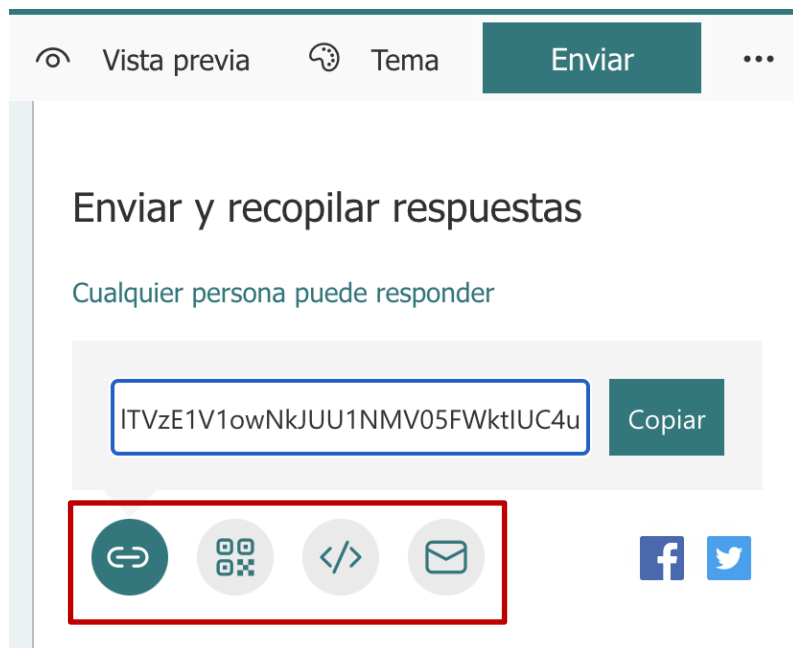 Vista previa
Tema
Enviar
Enviar y recopilar respuestas
Cualquier persona puede responder
lTVzE1V1owNkJUU1NMV05FWktIUC4u
Copiar